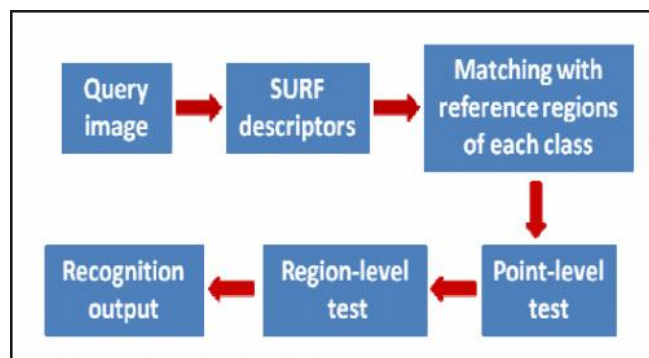 Query
image
SURF
descriptors
Matching with
reference regions
of each class
Point-level
test
Region-level
test
Recognition
output